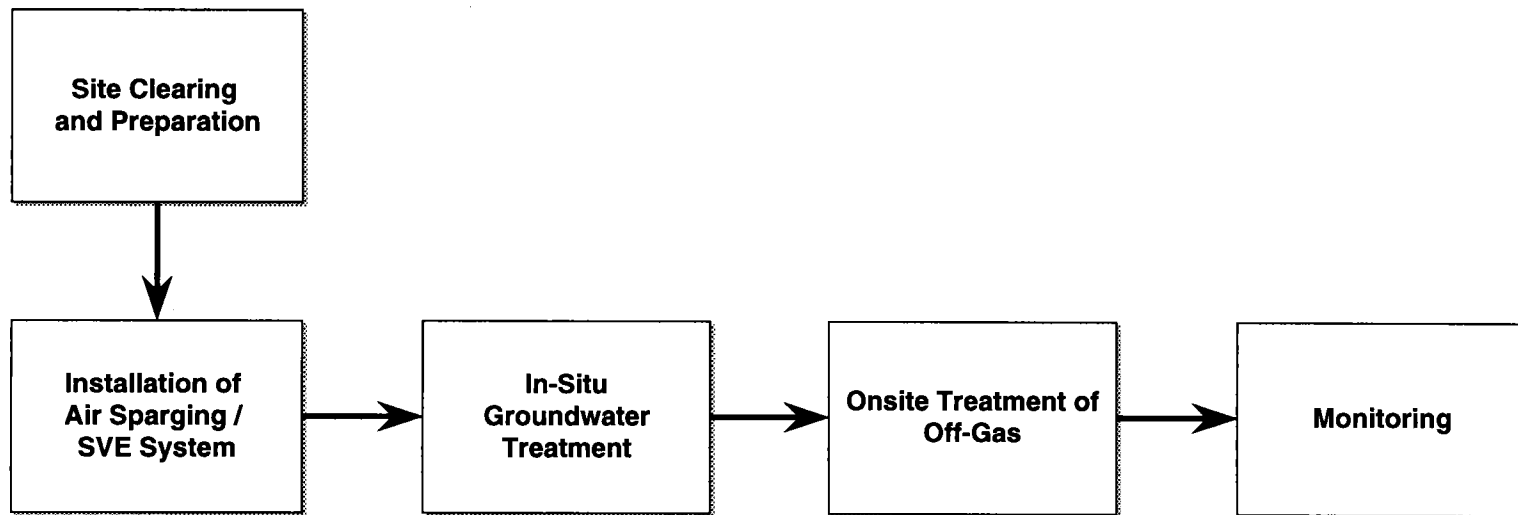 Site Clearing
and Preparation
Installation of
Air Sparging /
SVE System
In-Situ
Groundwater
Treatment
Onsite Treatment of
Off-Gas
Monitoring